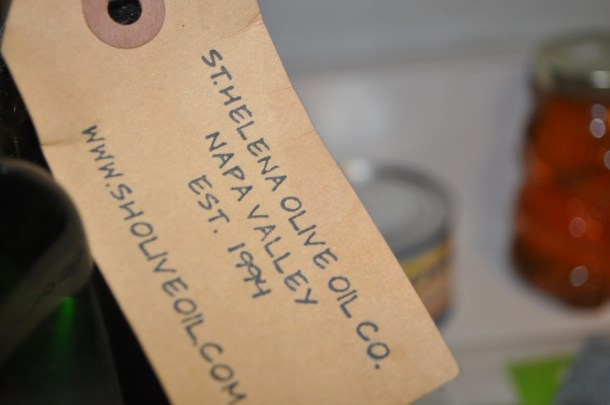 ST.HELENA OLIVE OIL CO.
NAPA VALLEY
EST. 1994
WWW.SHOLIVEOIL.COM